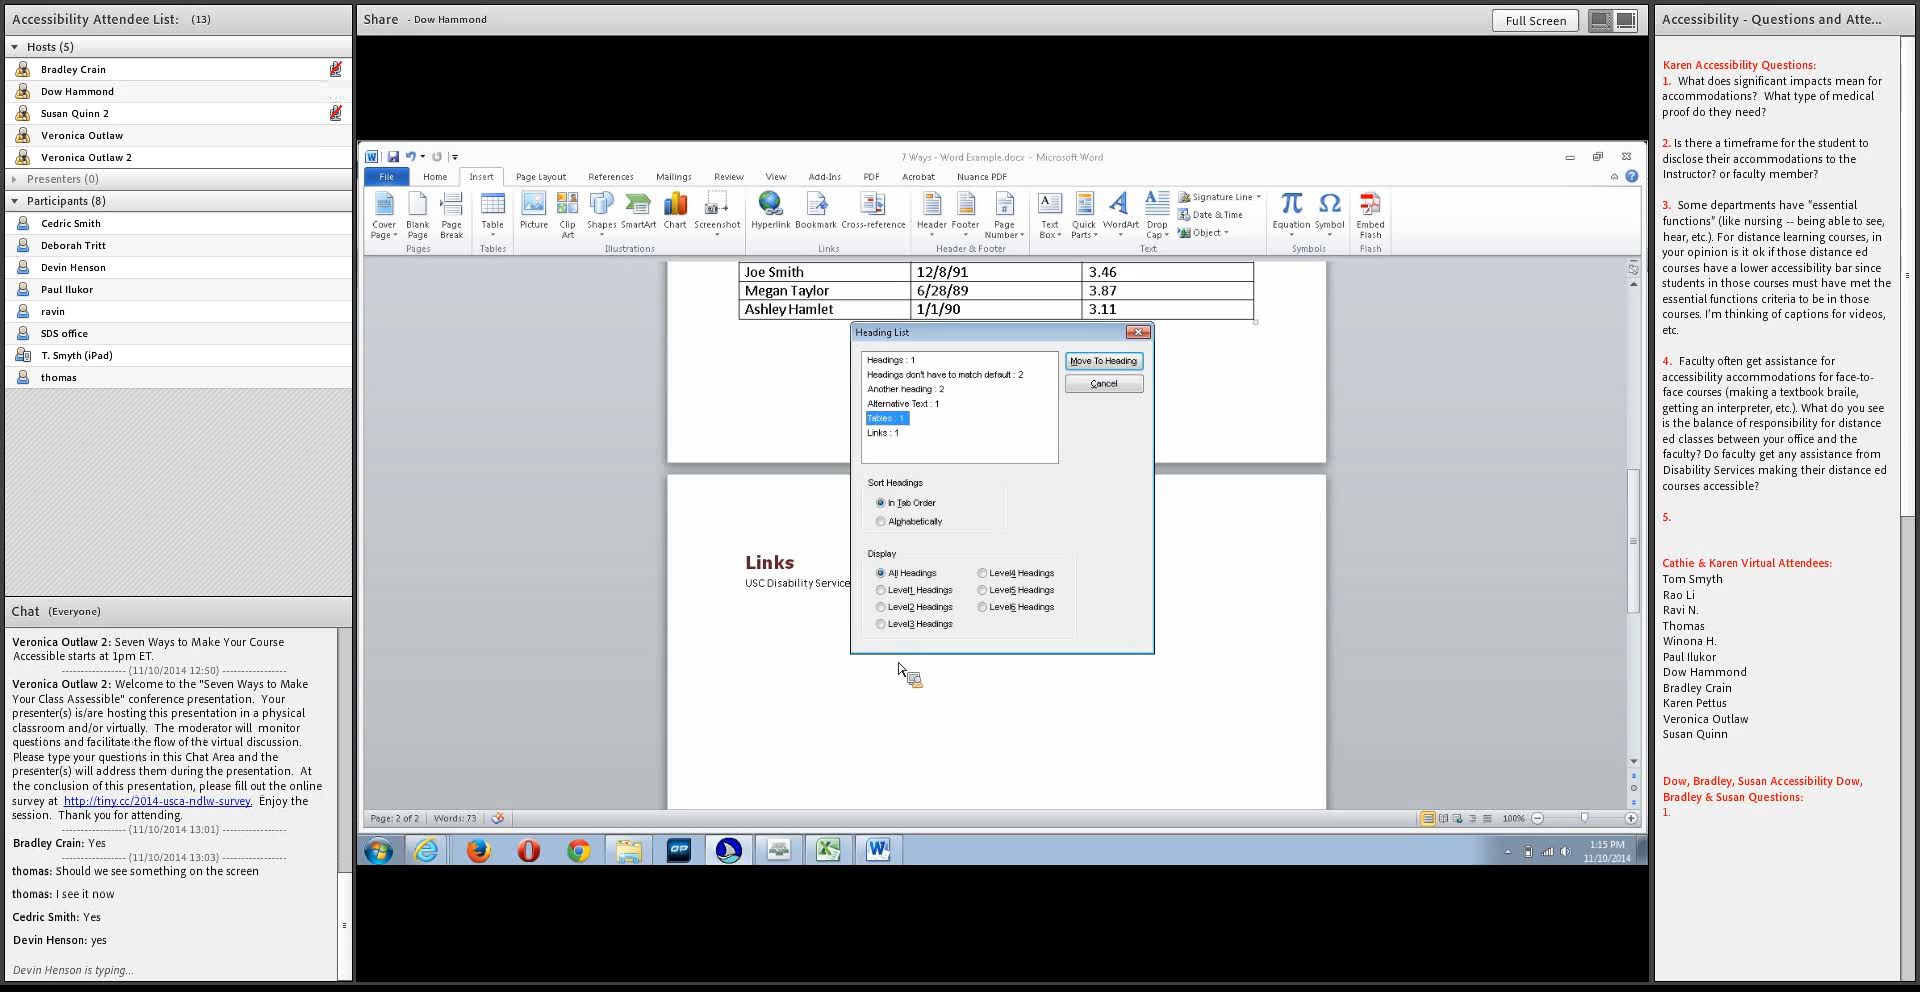 Accessibility Attendee List: (13)
Hosts (5)
Bradley Crain
Dow Hammond
Susan Quinn 2
Veronica Outlaw
Veronica Outlaw 2
Presenters (0)
Participants (8)
Cedric Smith
Deborah Tritt
Devin Henson
Paul Ilukor
ravin
SDS office
T. Smyth (iPad)
thomas
Chat (Everyone)
Veronica Outlaw 2: Seven Ways to Make Your Course
Accessible starts at 1pm ET.
----------------- (11/10/2014 12:50) -----------------
Veronica Outlaw 2: Welcome to the "Seven Ways to Make
Your Class Assessible" conference presentation. Your
presenter(s) is/are hosting this presentation in a physical
classroom and/or virtually. The moderator will monitor
questions and facilitate the flow of the virtual discussion.
Please type your questions in this Chat Area and the
presenter(s) will address them during the presentation. At
the conclusion of this presentation, please fill out the online
survey at http://tiny.cc/2014-usca-ndlw-survey. Enjoy the
session. Thank you for attending.
----------------- (11/10/2014 13:01) -----------------
Bradley Crain: Yes
----------------- (11/10/2014 13:03) -----------------
thomas: Should we see something on the screen
thomas: I see it now
Cedric Smith: Yes
Devin Henson: yes
Devin Henson is typing...
Share - Dow Hammond
Full Screen
7 Ways - Word Example.docx - Microsoft Word
File Home Insert Page Layout References Mailings Review View Add-Ins PDF Acrobat Nuance PDF
Cover Page
Blank Page
Page Break
Pages
Table
Tables
Picture
Clip Art
Shapes
SmartArt
Chart
Screenshot
Illustrations
Hyperlink
Bookmark
Cross-reference
Links
Header
Footer
Page Number
Header & Footer
Text Box
Quick Parts
WordArt
Drop Cap
Signature Line
Date & Time
Object
Text
Equation
Symbol
Symbols
Embed Flash
Flash
Joe Smith 12/8/91 3.46
Megan Taylor 6/28/89 3.87
Ashley Hamlet 1/1/90 3.11
Heading List
Headings : 1
Headings don't have to match default : 2
Another heading : 2
Alternative Text : 1
Tables : 1
Links : 1
Move To Heading
Cancel
Sort Headings
In Tab Order
Alphabetically
Display
All Headings
Level1 Headings
Level2 Headings
Level3 Headings
Level4 Headings
Level5 Headings
Level6 Headings
Links
USC Disability Service
Page: 2 of 2 Words: 73
100%
OP
1:15 PM
11/10/2014
Accessibility - Questions and Atte...
Karen Accessibility Questions:
1. What does significant impacts mean for
accommodations? What type of medical
proof do they need?
2. Is there a timeframe for the student to
disclose their accommodations to the
Instructor? or faculty member?
3. Some departments have "essential
functions" (like nursing -- being able to see,
hear, etc.). For distance learning courses, in
your opinion is it ok if those distance ed
courses have a lower accessibility bar since
students in those courses must have met the
essential functions criteria to be in those
courses. I'm thinking of captions for videos,
etc.
4. Faculty often get assistance for
accessibility accommodations for face-to-
face courses (making a textbook braile,
getting an interpreter, etc.). What do you see
is the balance of responsibility for distance
ed classes between your office and the
faculty? Do faculty get any assistance from
Disability Services making their distance ed
courses accessible?
5.
Cathie & Karen Virtual Attendees:
Tom Smyth
Rao Li
Ravi N.
Thomas
Winona H.
Paul Ilukor
Dow Hammond
Bradley Crain
Karen Pettus
Veronica Outlaw
Susan Quinn
Dow, Bradley, Susan Accessibility Dow,
Bradley & Susan Questions:
1.